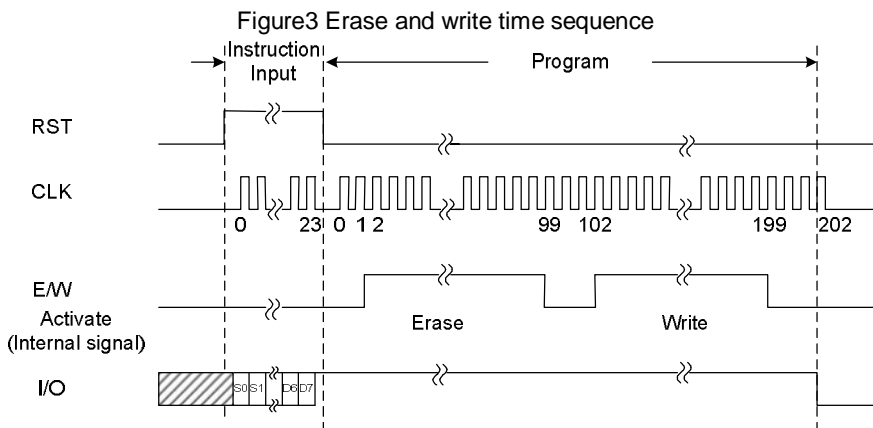 Figure3 Erase and write time sequence
Instruction
Input
Program
RST
CLK
0 23 0 1 2 99 102 199 202
E/W
Activate
(Internal signal)
Erase Write
I/O
S0 S1 D6 D7